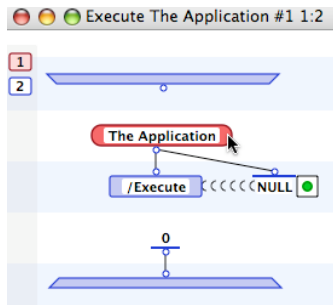 Execute The Application #1 1:2
1
2
The Application
/Execute NULL
0